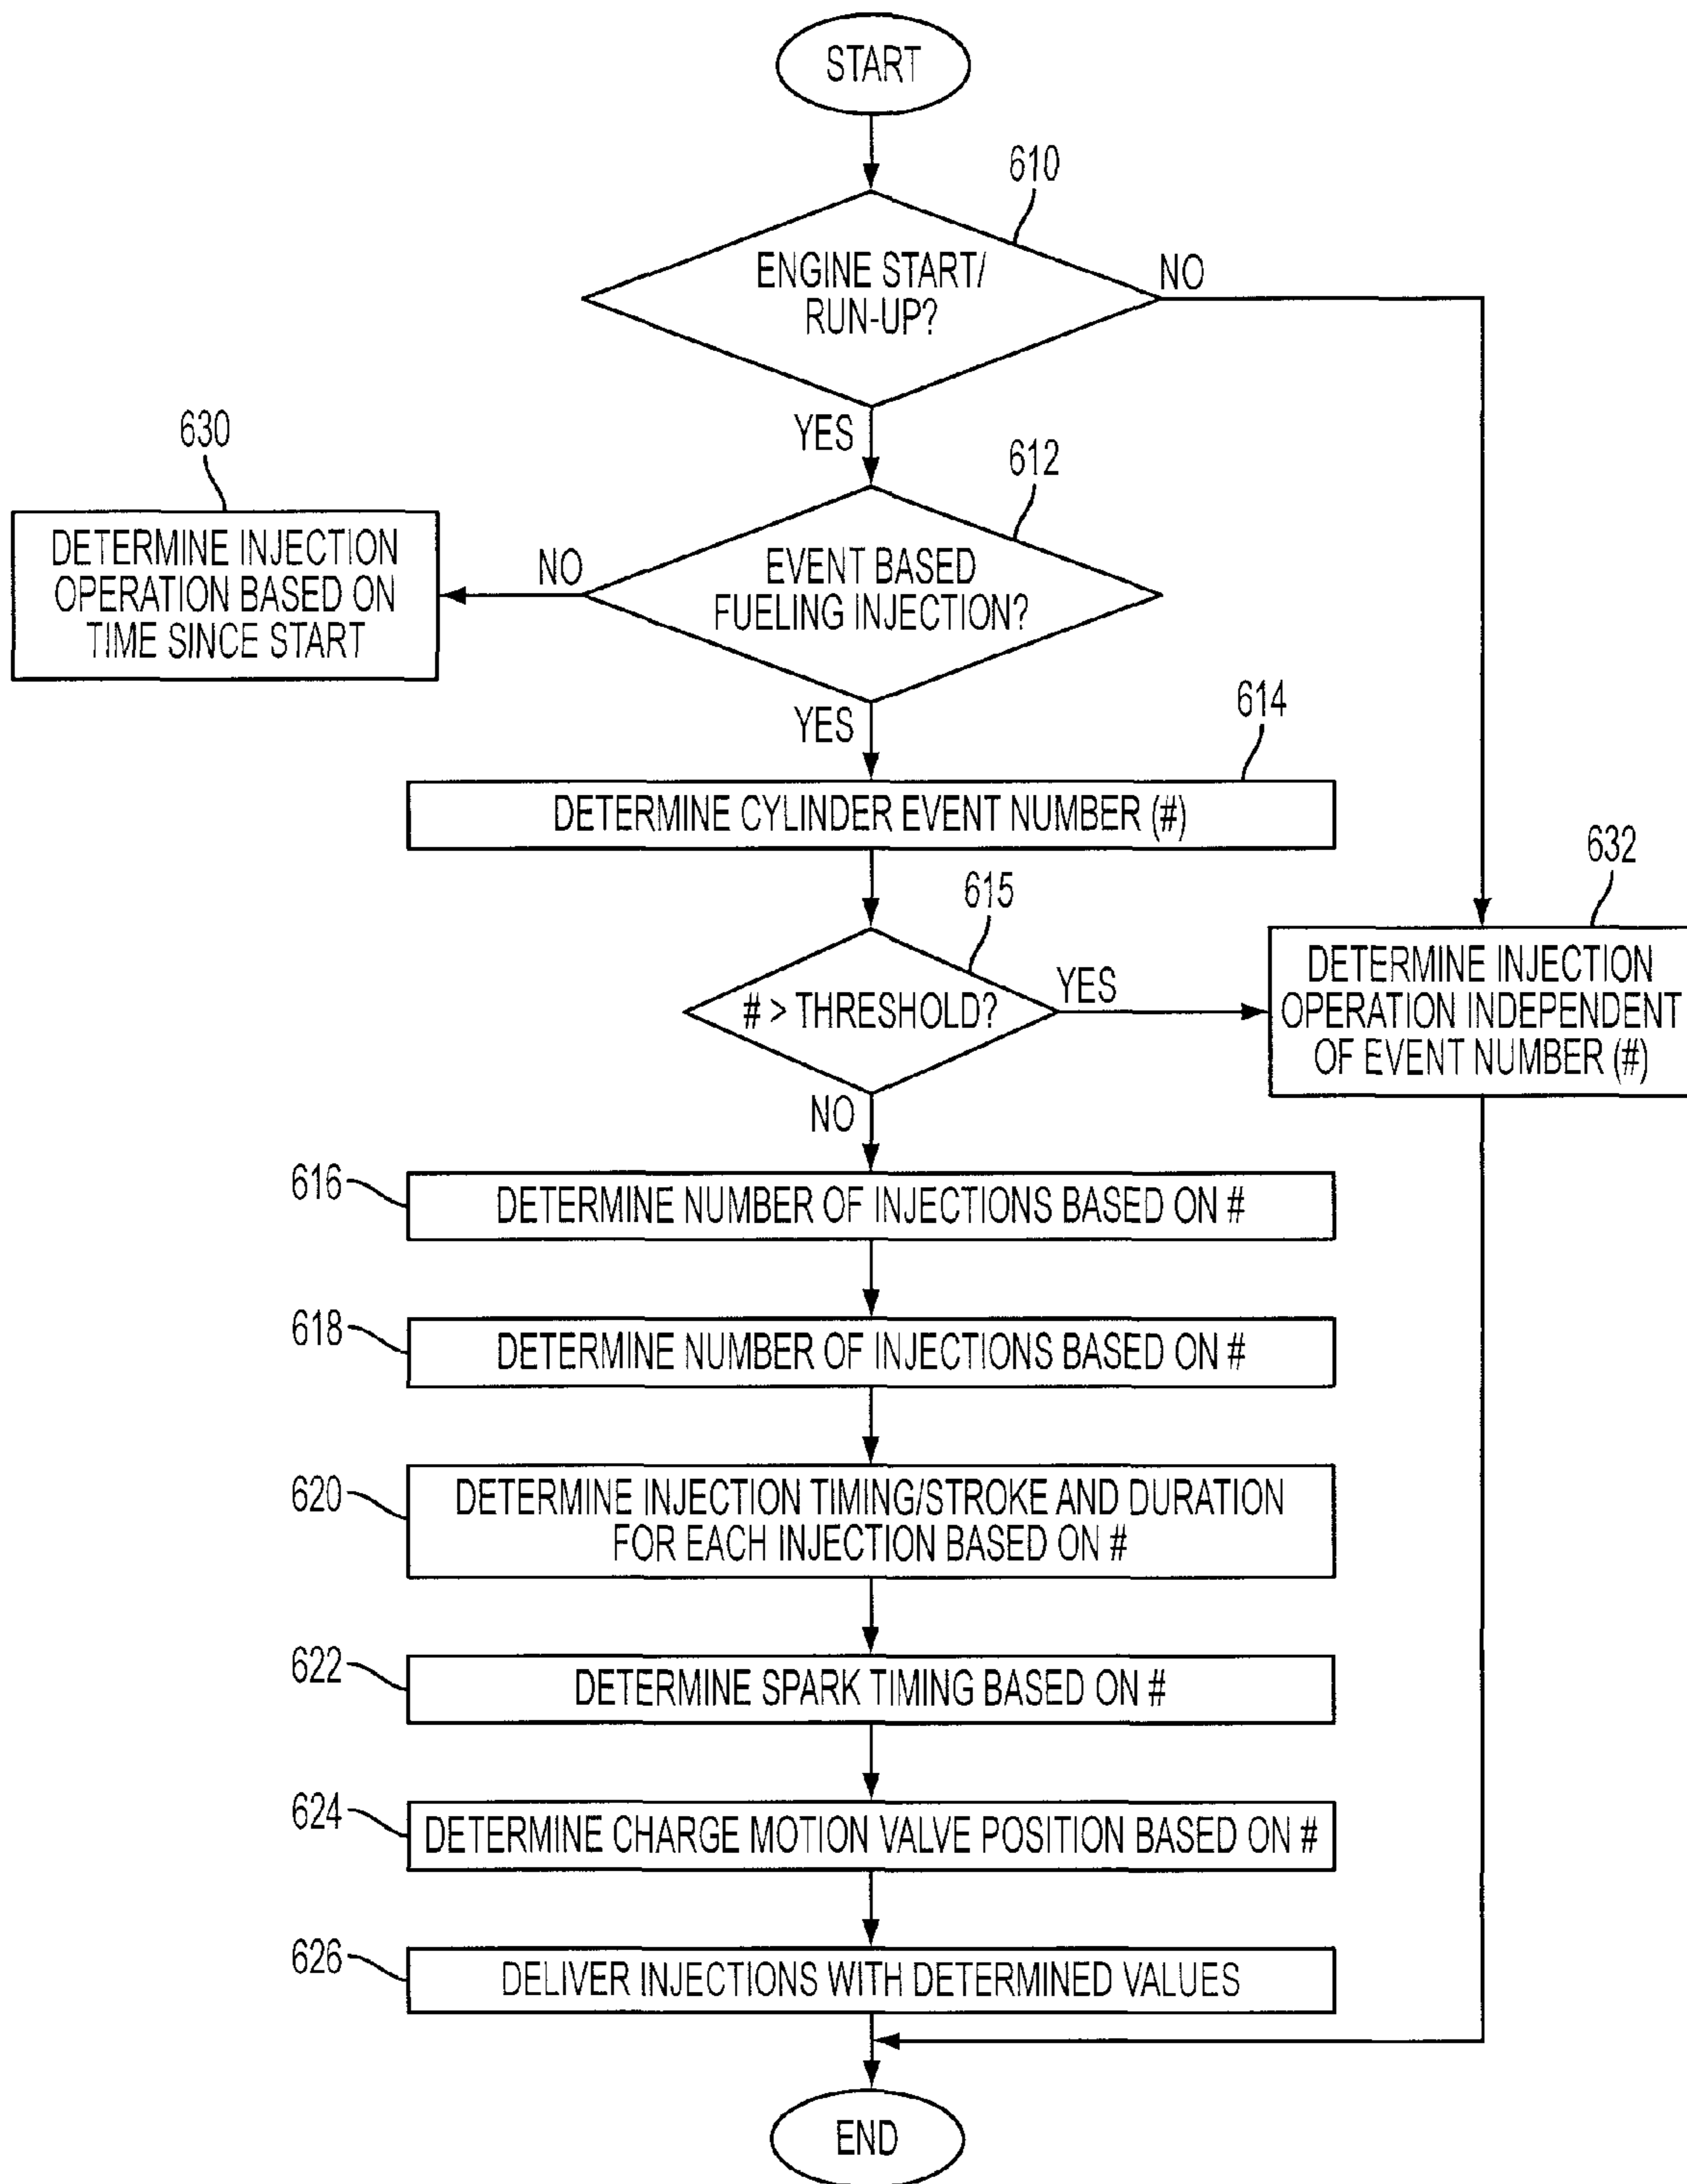 START
610
ENGINE START/
RUN-UP?
NO
YES
630
612
DETERMINE INJECTION
OPERATION BASED ON
TIME SINCE START
NO
EVENT BASED
FUELING INJECTION?
YES
614
DETERMINE CYLINDER EVENT NUMBER (#)
615
632
# > THRESHOLD?
YES
DETERMINE INJECTION
OPERATION INDEPENDENT
OF EVENT NUMBER (#)
NO
616
DETERMINE NUMBER OF INJECTIONS BASED ON #
618
DETERMINE NUMBER OF INJECTIONS BASED ON #
620
DETERMINE INJECTION TIMING/STROKE AND DURATION
FOR EACH INJECTION BASED ON #
622
DETERMINE SPARK TIMING BASED ON #
624
DETERMINE CHARGE MOTION VALVE POSITION BASED ON #
626
DELIVER INJECTIONS WITH DETERMINED VALUES
END